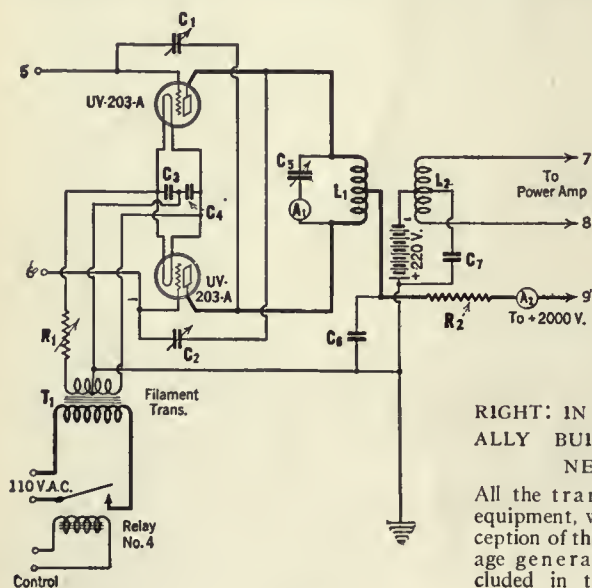 C1
5
UV-203-A
C3
C4
C5
A1
L1
L2
7
To
Power Amp
8
+220 V.
C7
6
UV-
203-A
R1
C2
C6
R2
A2
9
To +2000 V.
T1
Filament
Trans.
110 V.A.C.
Relay
No. 4
Control
RIGHT: IN
ALLY BUI
NE
All the tran
equipment, w
ception of th
age genera
cluded in t